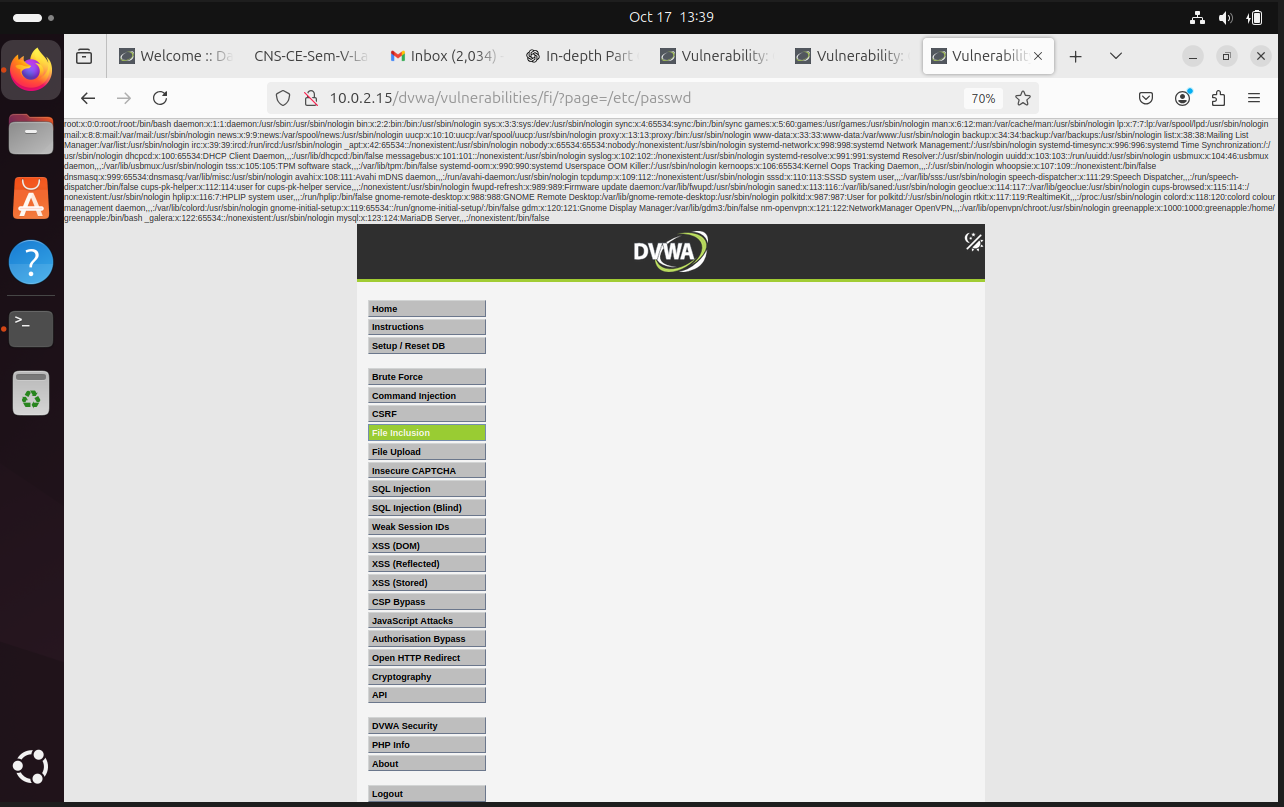 Oct 17 13:39
Welcome :: Da
CNS-CE-Sem-V-La
Inbox (2,034)
In-depth Part
Vulnerability:
Vulnerability:
Vulnerabilit
10.0.2.15/dvwa/vulnerabilities/fi/?page=/etc/passwd
70%
root:x:0:0:root:/root:/bin/bash daemon:x:1:1:daemon:/usr/sbin:/usr/sbin/nologin bin:x:2:2:bin:/bin:/usr/sbin/nologin sys:x:3:3:sys:/dev:/usr/sbin/nologin sync:x:4:65534:sync:/bin:/bin/sync games:x:5:60:games:/usr/games:/usr/sbin/nologin man:x:6:12:man:/var/cache/man:/usr/sbin/nologin lp:x:7:7:lp:/var/spool/lpd:/usr/sbin/nologin
mail:x:8:8:mail:/var/mail:/usr/sbin/nologin news:x:9:9:news:/var/spool/news:/usr/sbin/nologin uucp:x:10:10:uucp:/var/spool/uucp:/usr/sbin/nologin proxy:x:13:13:proxy:/bin:/usr/sbin/nologin www-data:x:33:33:www-data:/var/www:/usr/sbin/nologin backup:x:34:34:backup:/var/backups:/usr/sbin/nologin list:x:38:38:Mailing List
Manager:/var/list:/usr/sbin/nologin irc:x:39:39:ircd:/run/ircd:/usr/sbin/nologin _apt:x:42:65534::/nonexistent:/usr/sbin/nologin nobody:x:65534:65534:nobody:/nonexistent:/usr/sbin/nologin systemd-network:x:998:998:systemd Network Management:/:/usr/sbin/nologin systemd-timesync:x:996:996:systemd Time Synchronization:/:/
usr/sbin/nologin dhcpcd:x:100:65534:DHCP Client Daemon,,,:/usr/lib/dhcpcd:/bin/false messagebus:x:101:101::/nonexistent:/usr/sbin/nologin syslog:x:102:102::/nonexistent:/usr/sbin/nologin systemd-resolve:x:991:991:systemd Resolver:/:/usr/sbin/nologin uuidd:x:103:103::/run/uuidd:/usr/sbin/nologin usbmux:x:104:46:usbmux
daemon,,,:/var/lib/usbmux:/usr/sbin/nologin tss:x:105:105:TPM software stack,,,:/var/lib/tpm:/bin/false systemd-oom:x:990:990:systemd Userspace OOM Killer:/:/usr/sbin/nologin kernoops:x:106:65534:Kernel Oops Tracking Daemon,,,:/:/usr/sbin/nologin whoopsie:x:107:109::/nonexistent:/bin/false
dnsmasq:x:999:65534:dnsmasq:/var/lib/misc:/usr/sbin/nologin avahi:x:108:111:Avahi mDNS daemon,,,:/run/avahi-daemon:/usr/sbin/nologin tcpdump:x:109:112::/nonexistent:/usr/sbin/nologin sssd:x:110:113:SSSD system user,,,:/var/lib/sss:/usr/sbin/nologin speech-dispatcher:x:111:29:Speech Dispatcher,,,:/run/speech-
dispatcher:/bin/false cups-pk-helper:x:112:114:user for cups-pk-helper service,,,:/nonexistent:/usr/sbin/nologin fwupd-refresh:x:989:989:Firmware update daemon:/var/lib/fwupd:/usr/sbin/nologin saned:x:113:116::/var/lib/saned:/usr/sbin/nologin geoclue:x:114:117::/var/lib/geoclue:/usr/sbin/nologin cups-browsed:x:115:114::/
nonexistent:/usr/sbin/nologin hplip:x:116:7:HPLIP system user,,,:/run/hplip:/bin/false gnome-remote-desktop:x:988:988:GNOME Remote Desktop:/var/lib/gnome-remote-desktop:/usr/sbin/nologin polkitd:x:987:987:User for polkitd:/:/usr/sbin/nologin rtkit:x:117:119:RealtimeKit,,,:/proc:/usr/sbin/nologin colord:x:118:120:colord colour
management daemon,,,:/var/lib/colord:/usr/sbin/nologin gnome-initial-setup:x:119:65534::/run/gnome-initial-setup/:/bin/false gdm:x:120:121:Gnome Display Manager:/var/lib/gdm3:/bin/false nm-openvpn:x:121:122:NetworkManager OpenVPN,,,:/var/lib/openvpn/chroot:/usr/sbin/nologin greenapple:x:1000:1000:greenapple:/home/
greenapple:/bin/bash _galera:x:122:65534::/nonexistent:/usr/sbin/nologin mysql:x:123:124:MariaDB Server,,,:/nonexistent:/bin/false
DVWA
Home
Instructions
Setup / Reset DB
Brute Force
Command Injection
CSRF
File Inclusion
File Upload
Insecure CAPTCHA
SQL Injection
SQL Injection (Blind)
Weak Session IDs
XSS (DOM)
XSS (Reflected)
XSS (Stored)
CSP Bypass
JavaScript Attacks
Authorisation Bypass
Open HTTP Redirect
Cryptography
API
DVWA Security
PHP Info
About
Logout